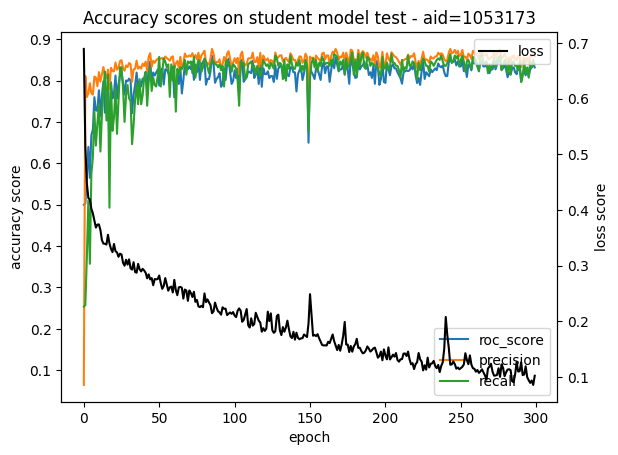 Accuracy scores on student model test - aid=1053173
0.9
0.8
0.7
0.6
0.5
0.4
0.3
0.2
0.1
accuracy score
0
50
100
150
200
250
300
epoch
0.7
0.6
0.5
0.4
0.3
0.2
0.1
loss score
loss
roc_score
precision
recall